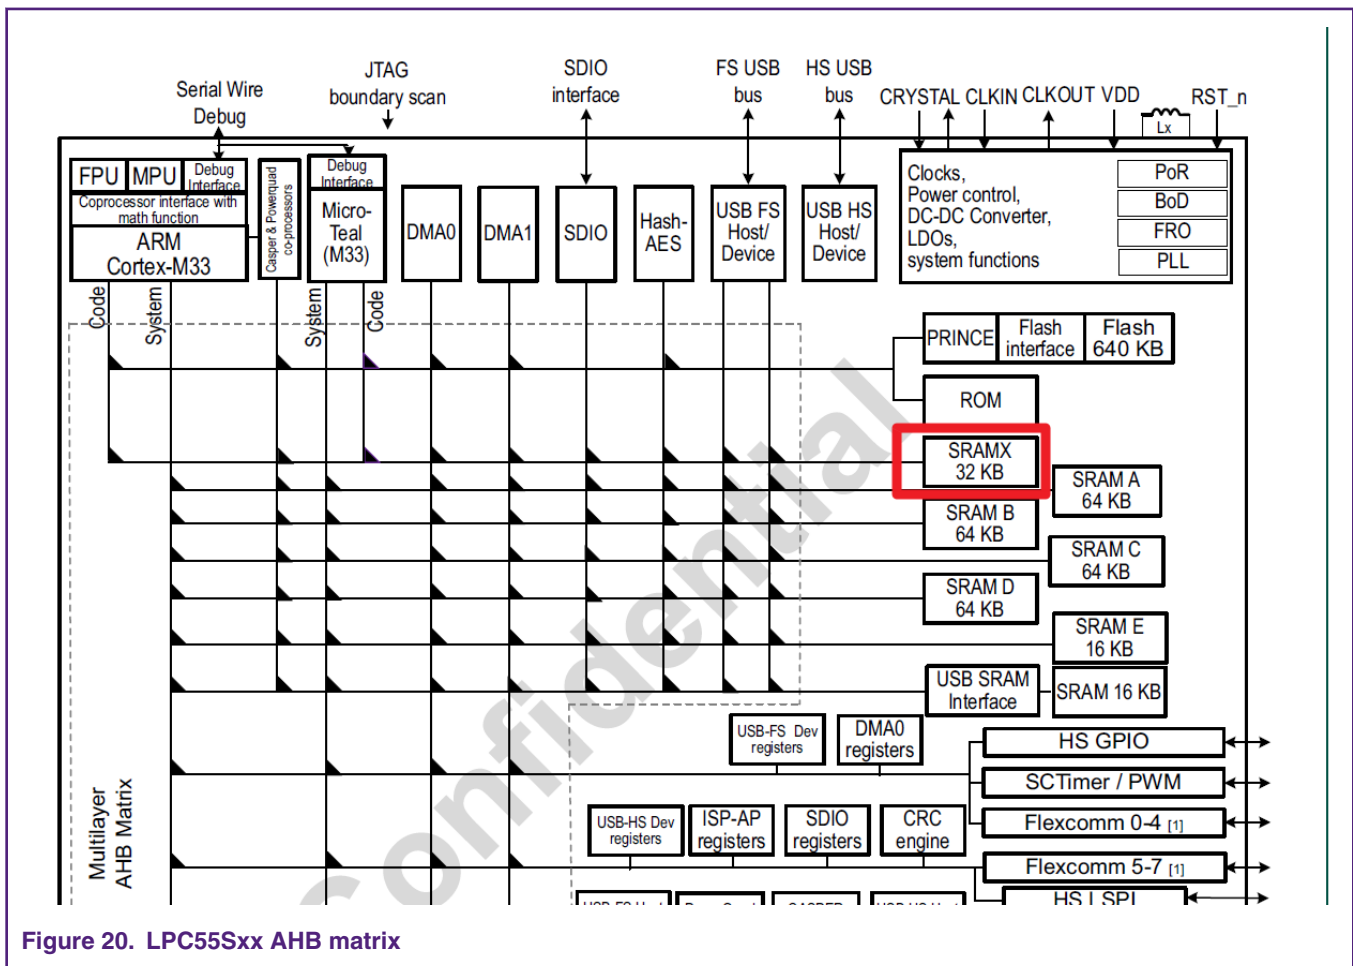 JTAG
boundary scan
SDIO
interface
FS USB
bus
HS USB
bus
Serial Wire
Debug
CRYSTAL CLKIN CLKOUT VDD
Lx
RST_n
FPU
MPU
Debug
Interface
Coprocessor interface with
math function
ARM
Cortex-M33
Casper & Powerquad
co-processors
Debug
Interface
Micro-
Teal
(M33)
DMA0
DMA1
SDIO
Hash-
AES
USB FS
Host/
Device
USB HS
Host/
Device
Clocks,
Power control,
DC-DC Converter,
LDOs,
system functions
PoR
BoD
FRO
PLL
Code
System
System
Code
PRINCE
Flash
interface
Flash
640 KB
ROM
SRAMX
32 KB
SRAM A
64 KB
SRAM B
64 KB
SRAM C
64 KB
SRAM D
64 KB
SRAM E
16 KB
USB SRAM
Interface
SRAM 16 KB
USB-FS Dev
registers
DMA0
registers
HS GPIO
SCTimer / PWM
Flexcomm 0-4 [1]
Multilayer
AHB Matrix
USB-HS Dev
registers
ISP-AP
registers
SDIO
registers
CRC
engine
Flexcomm 5-7 [1]
HS LSPI
Confidential
Figure 20. LPC55Sxx AHB matrix